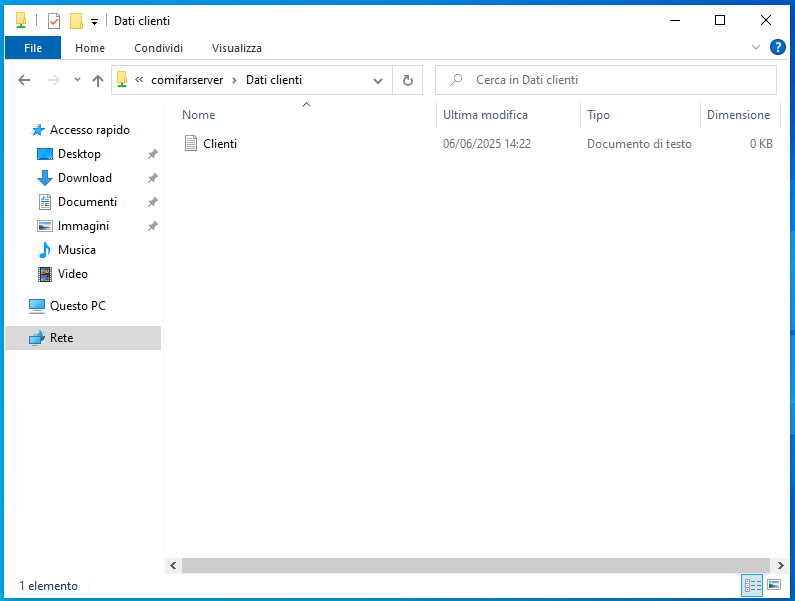 Dati clienti
File Home Condividi Visualizza ?
« comifarserver > Dati clienti
Cerca in Dati clienti
Nome Ultima modifica Tipo Dimensione
Clienti 06/06/2025 14:22 Documento di testo 0 KB
Accesso rapido
Desktop
Download
Documenti
Immagini
Musica
Video
Questo PC
Rete
1 elemento